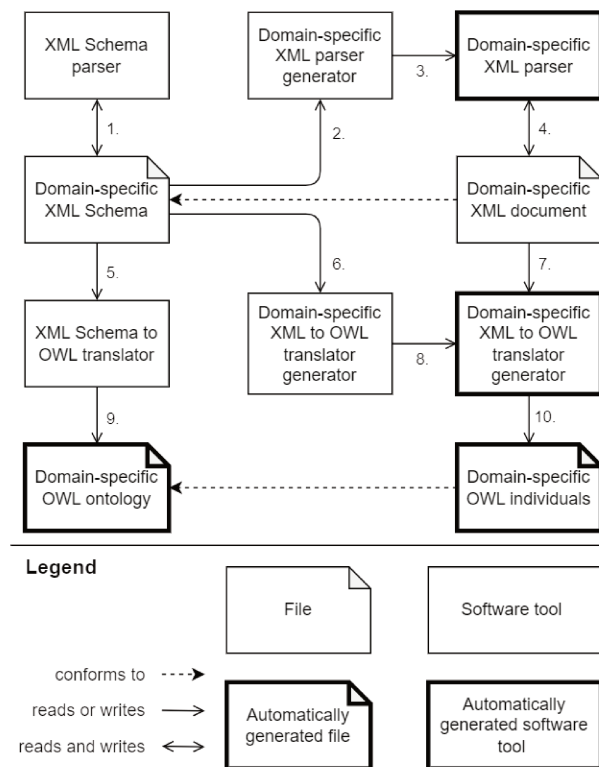 XML Schema
parser
Domain-specific
XML parser
generator
Domain-specific
XML parser
3.
1.
2.
4.
Domain-specific
XML Schema
Domain-specific
XML document
5.
6.
7.
XML Schema to
OWL translator
Domain-specific
XML to OWL
translator
generator
Domain-specific
XML to OWL
translator
generator
8.
9.
10.
Domain-specific
OWL ontology
Domain-specific
OWL individuals
Legend
File
Software tool
conforms to
reads or writes
reads and writes
Automatically
generated file
Automatically
generated software
tool